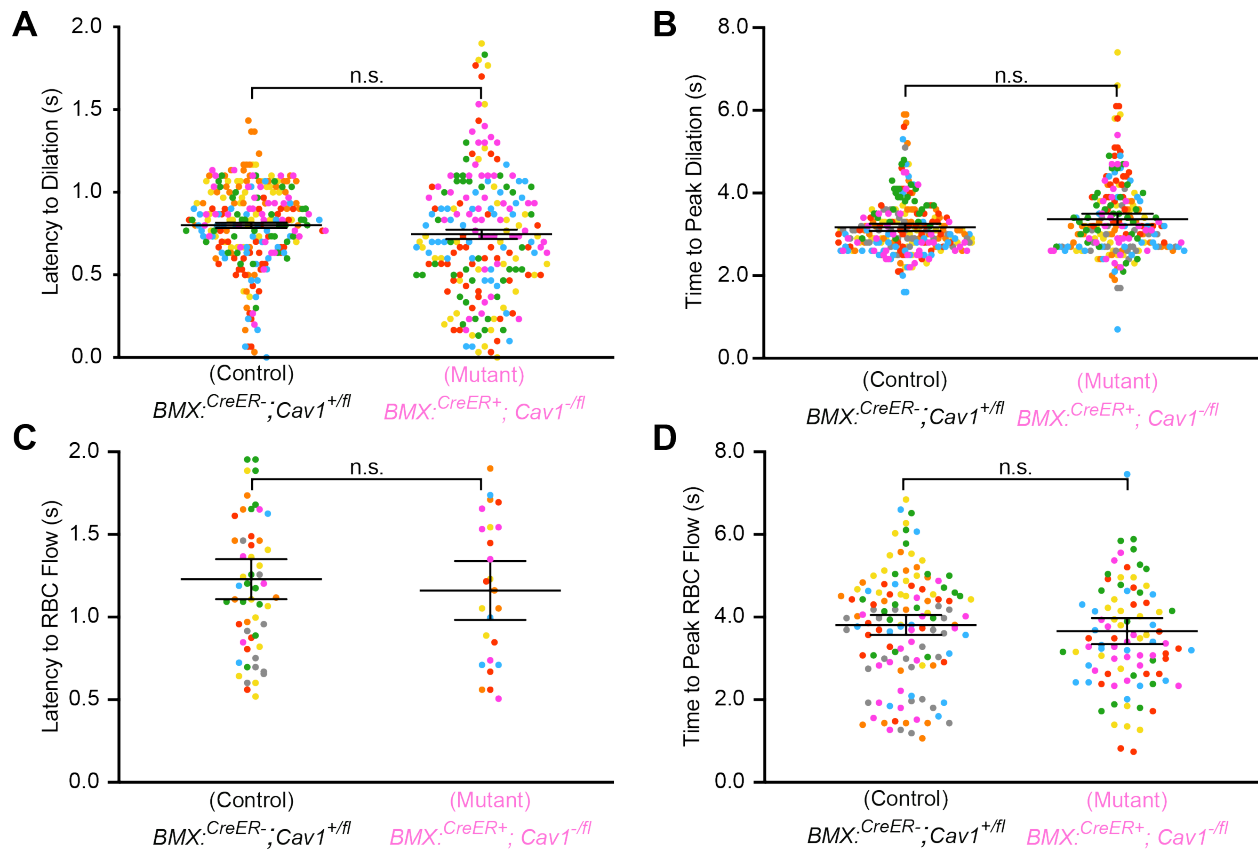 A
2.0
1.5
1.0
0.5
0.0
Latency to Dilation (s)
n.s.
(Control)
BMX:CreER-;Cav1+/fl
(Mutant)
BMX:CreER+; Cav1-/fl
B
8.0
6.0
4.0
2.0
0.0
Time to Peak Dilation (s)
n.s.
(Control)
BMX:CreER-;Cav1+/fl
(Mutant)
BMX:CreER+; Cav1-/fl
C
2.0
1.5
1.0
0.5
0.0
Latency to RBC Flow (s)
n.s.
(Control)
BMX:CreER-;Cav1+/fl
(Mutant)
BMX:CreER+; Cav1-/fl
D
8.0
6.0
4.0
2.0
0.0
Time to Peak RBC Flow (s)
n.s.
(Control)
BMX:CreER-;Cav1+/fl
(Mutant)
BMX:CreER+; Cav1-/fl